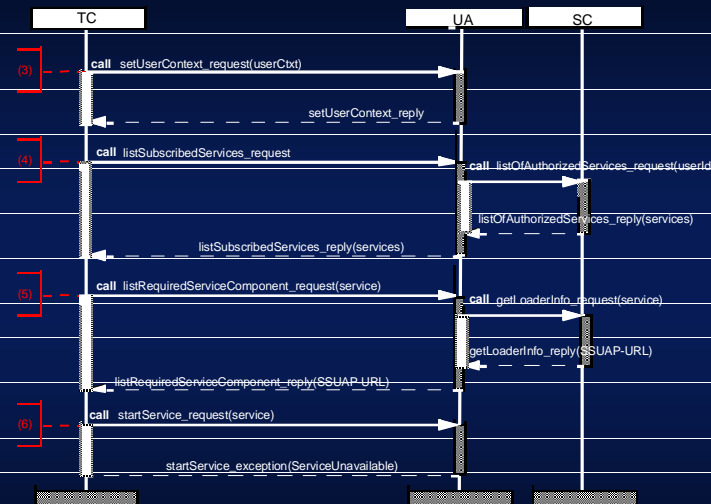 TC
UA
SC
(3)
call setUserContext_request(userCtxt)
setUserContext_reply
(4)
call listSubscribedServices_request
call listOfAuthorizedServices_request(userId
listOfAuthorizedServices_reply(services)
listSubscribedServices_reply(services)
(5)
call listRequiredServiceComponent_request(service)
call getLoaderInfo_request(service)
getLoaderInfo_reply(SSUAP-URL)
listRequiredServiceComponent_reply(SSUAP-URL)
(6)
call startService_request(service)
startService_exception(ServiceUnavailable)